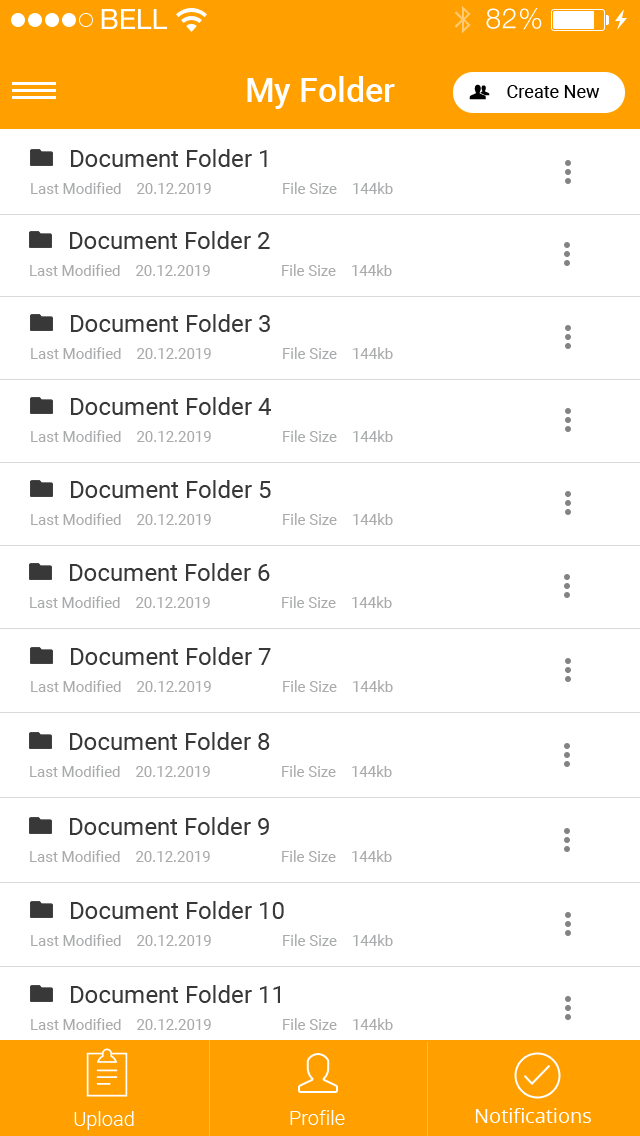 BELL 82%
My Folder Create New
Document Folder 1
Last Modified 20.12.2019 File Size 144kb
Document Folder 2
Last Modified 20.12.2019 File Size 144kb
Document Folder 3
Last Modified 20.12.2019 File Size 144kb
Document Folder 4
Last Modified 20.12.2019 File Size 144kb
Document Folder 5
Last Modified 20.12.2019 File Size 144kb
Document Folder 6
Last Modified 20.12.2019 File Size 144kb
Document Folder 7
Last Modified 20.12.2019 File Size 144kb
Document Folder 8
Last Modified 20.12.2019 File Size 144kb
Document Folder 9
Last Modified 20.12.2019 File Size 144kb
Document Folder 10
Last Modified 20.12.2019 File Size 144kb
Document Folder 11
Last Modified 20.12.2019 File Size 144kb
Upload Profile Notifications